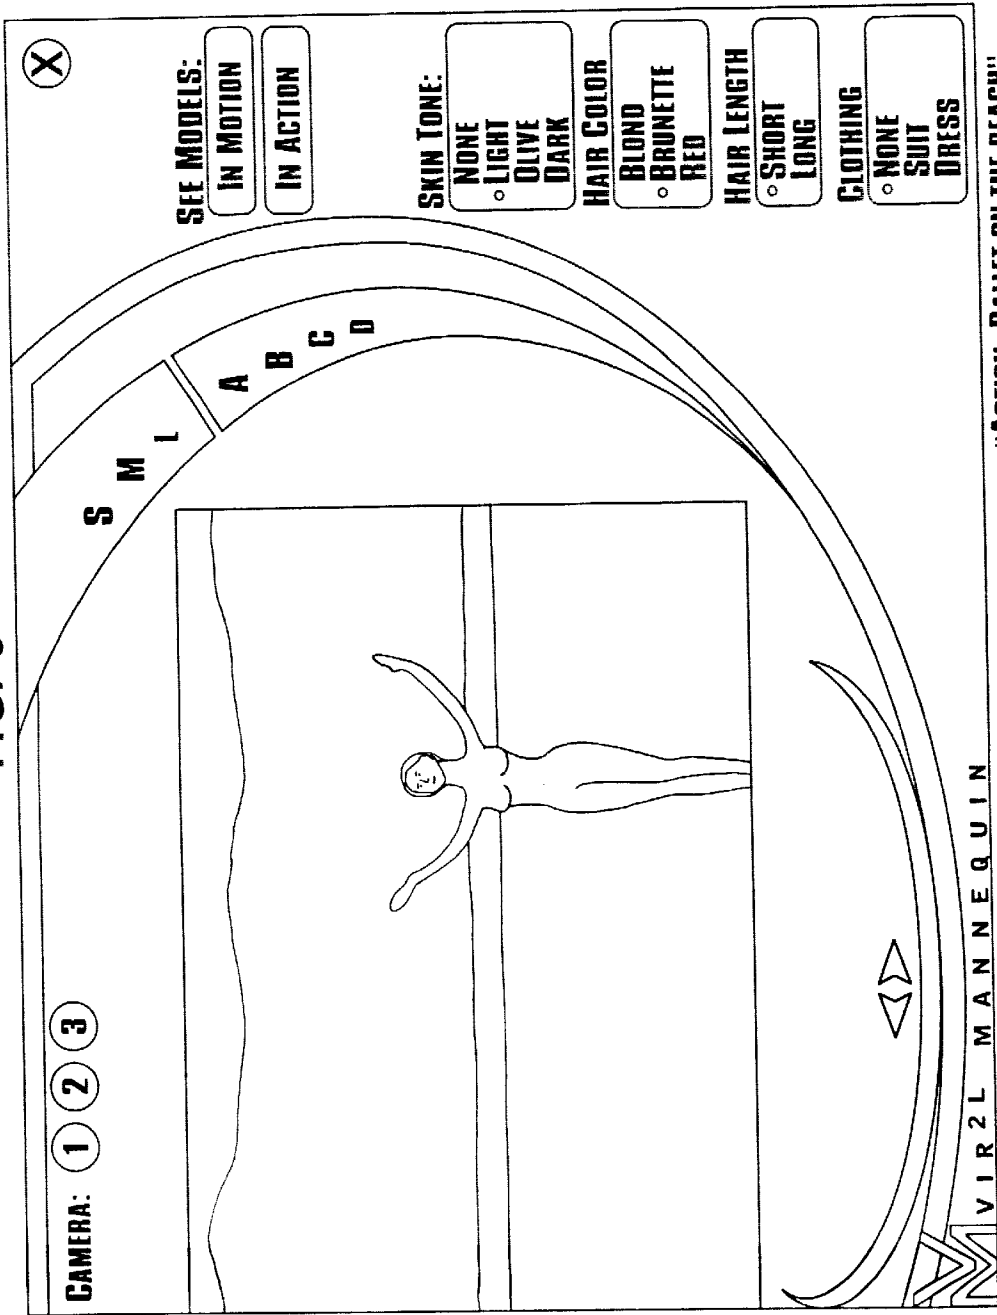 CAMERA: 1 2 3
X
S
M
L
A
B
C
D
SEE MODELS:
IN MOTION
IN ACTION
SKIN TONE:
NONE
LIGHT
OLIVE
DARK
HAIR COLOR
BLOND
BRUNETTE
RED
HAIR LENGTH
SHORT
LONG
CLOTHING
NONE
SUIT
DRESS
VIR2L MANNEQUIN